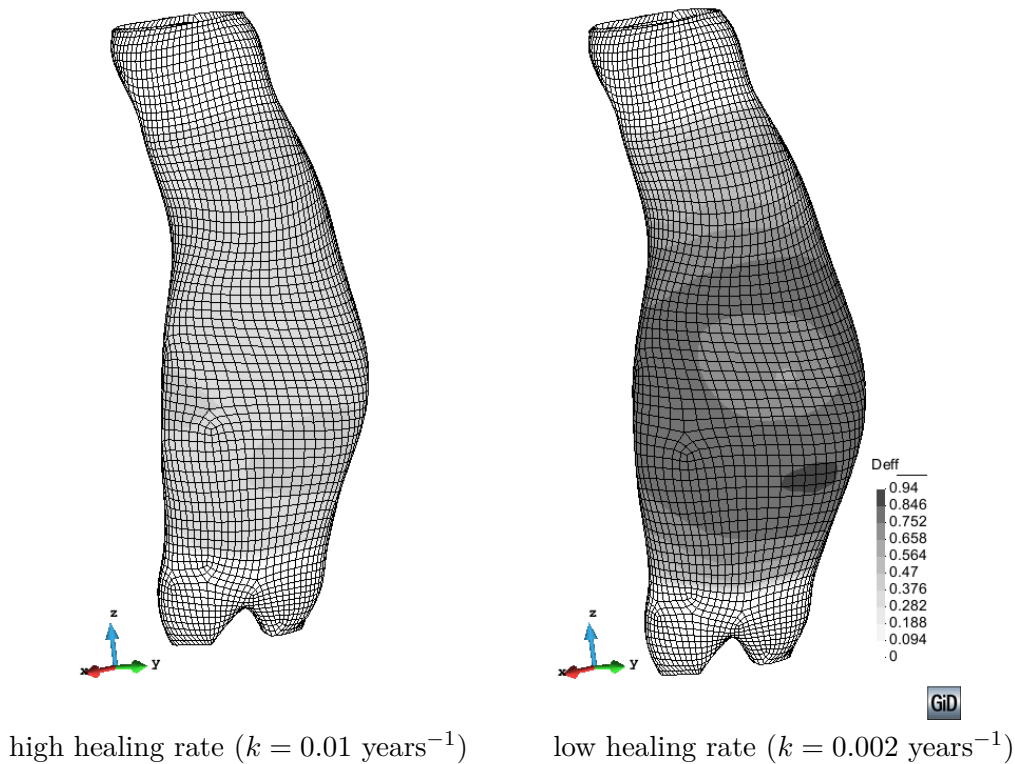 Deff
0.94
0.846
0.752
0.658
0.564
0.47
0.376
0.282
0.188
0.094
0
z
x
y
z
x
y
GiD
high healing rate (k = 0.01 years⁻¹)
low healing rate (k = 0.002 years⁻¹)